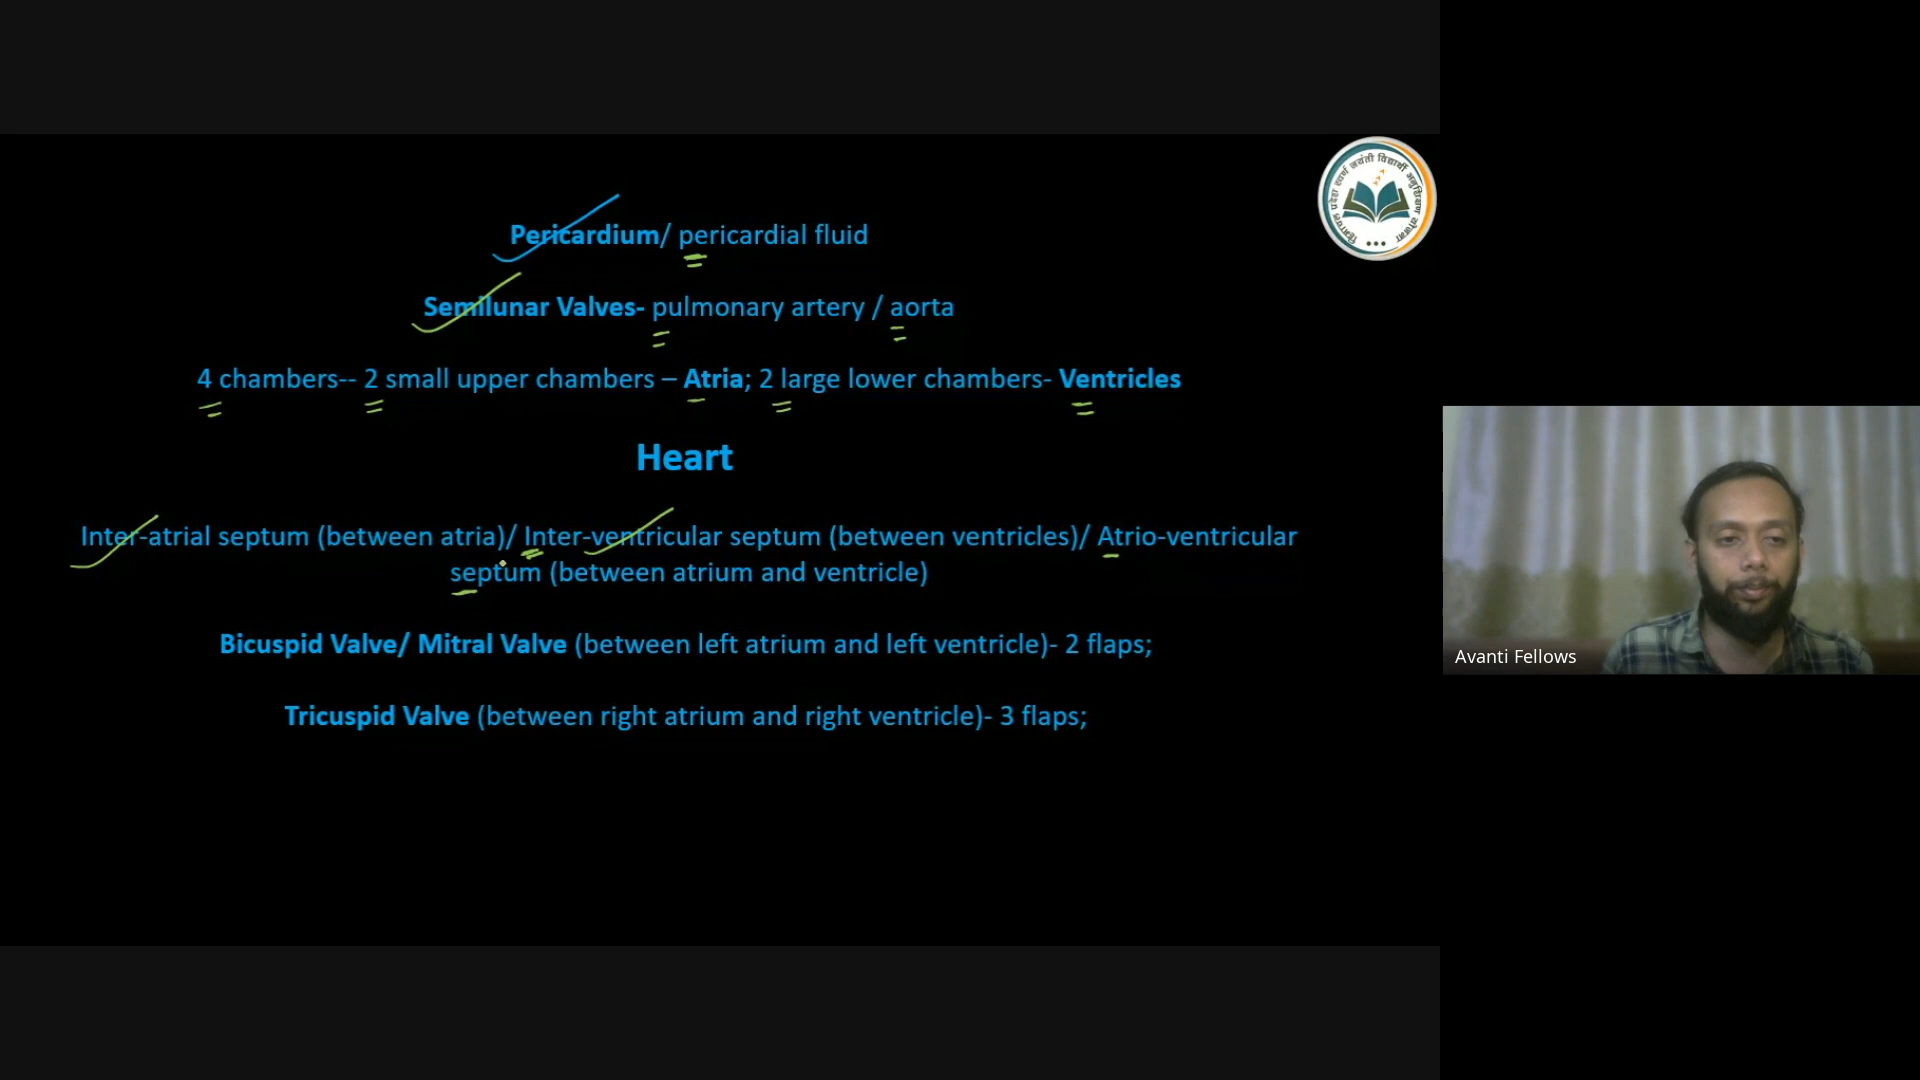 Pericardium/ pericardial fluid
Semilunar Valves- pulmonary artery / aorta
4 chambers-- 2 small upper chambers – Atria; 2 large lower chambers- Ventricles
Heart
Inter-atrial septum (between atria)/ Inter-ventricular septum (between ventricles)/ Atrio-ventricular
septum (between atrium and ventricle)
Bicuspid Valve/ Mitral Valve (between left atrium and left ventricle)- 2 flaps;
Tricuspid Valve (between right atrium and right ventricle)- 3 flaps;
Avanti Fellows